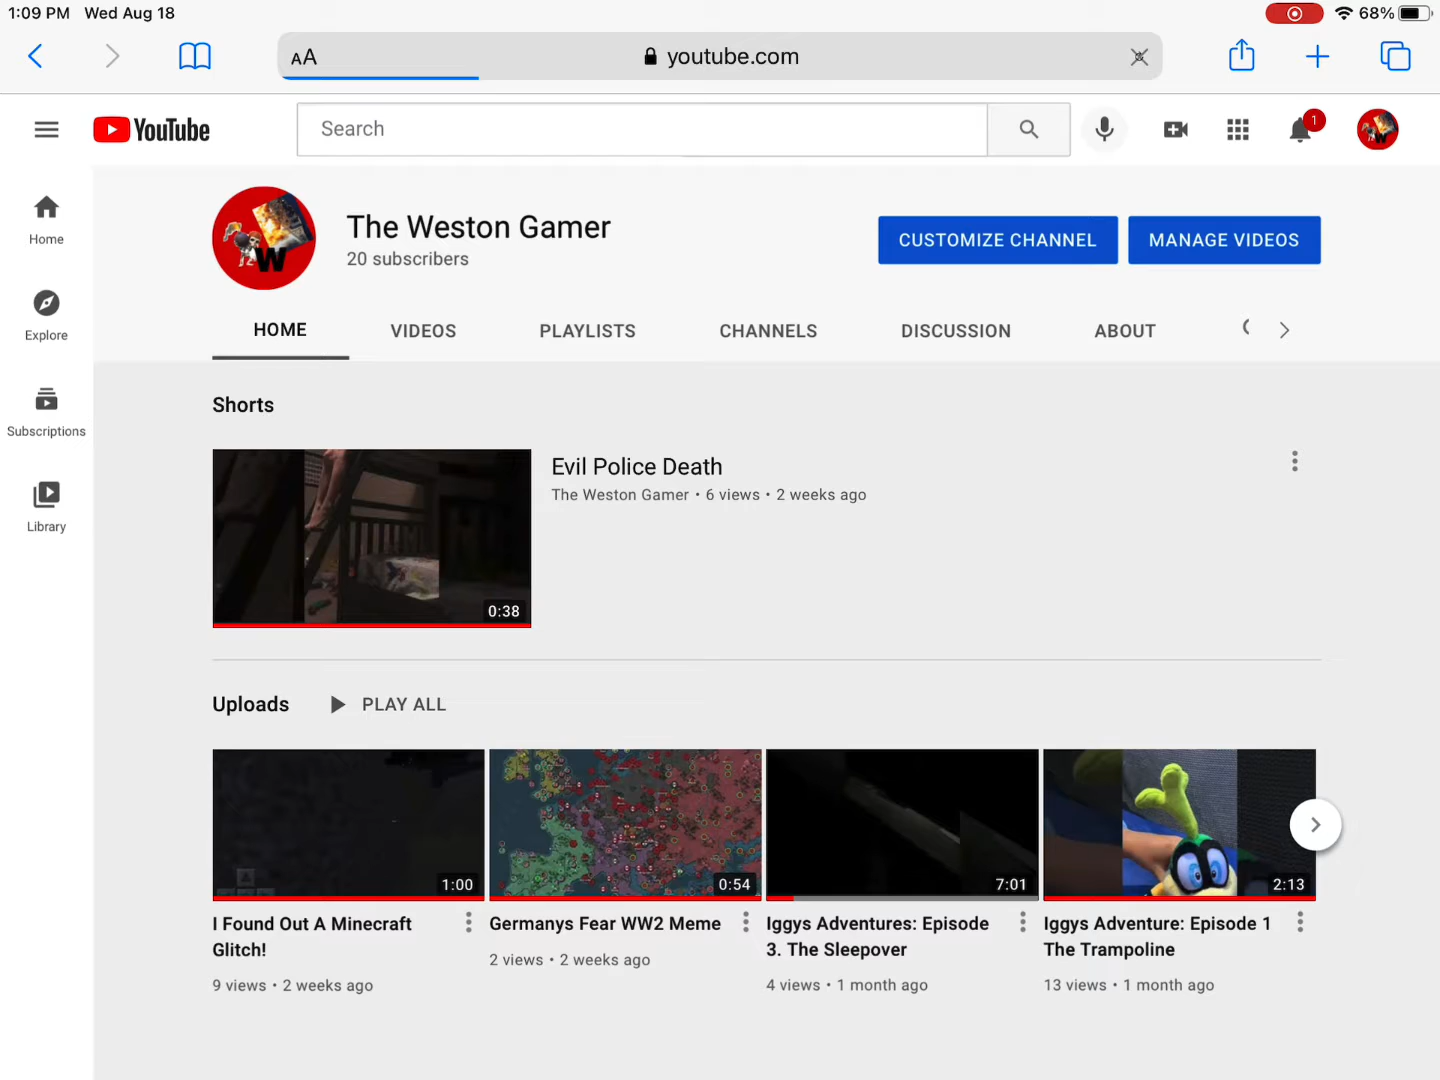 1:09 PM Wed Aug 18
68%
AA
youtube.com
YouTube
Search
1
Home
Explore
Subscriptions
Library
W
The Weston Gamer
20 subscribers
CUSTOMIZE CHANNEL
MANAGE VIDEOS
HOME
VIDEOS
PLAYLISTS
CHANNELS
DISCUSSION
ABOUT
Shorts
0:38
Evil Police Death
The Weston Gamer • 6 views • 2 weeks ago
Uploads
PLAY ALL
1:00
I Found Out A Minecraft
Glitch!
9 views • 2 weeks ago
0:54
Germanys Fear WW2 Meme
2 views • 2 weeks ago
7:01
Iggys Adventures: Episode
3. The Sleepover
4 views • 1 month ago
2:13
Iggys Adventure: Episode 1
The Trampoline
13 views • 1 month ago